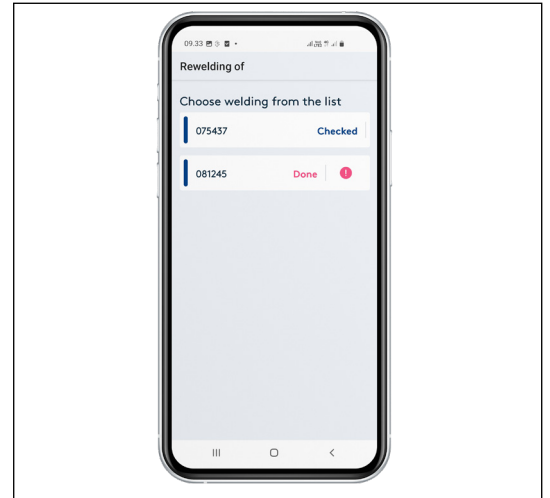 09.33
Rewelding of
Choose welding from the list
075437 Checked
081245 Done